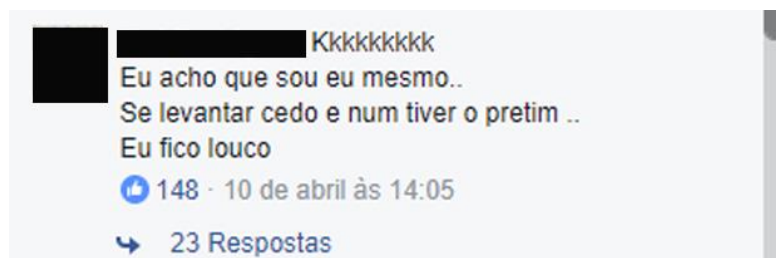 Kkkkkkkkk
Eu acho que sou eu mesmo..
Se levantar cedo e num tiver o pretim ..
Eu fico louco
148 · 10 de abril às 14:05
23 Respostas